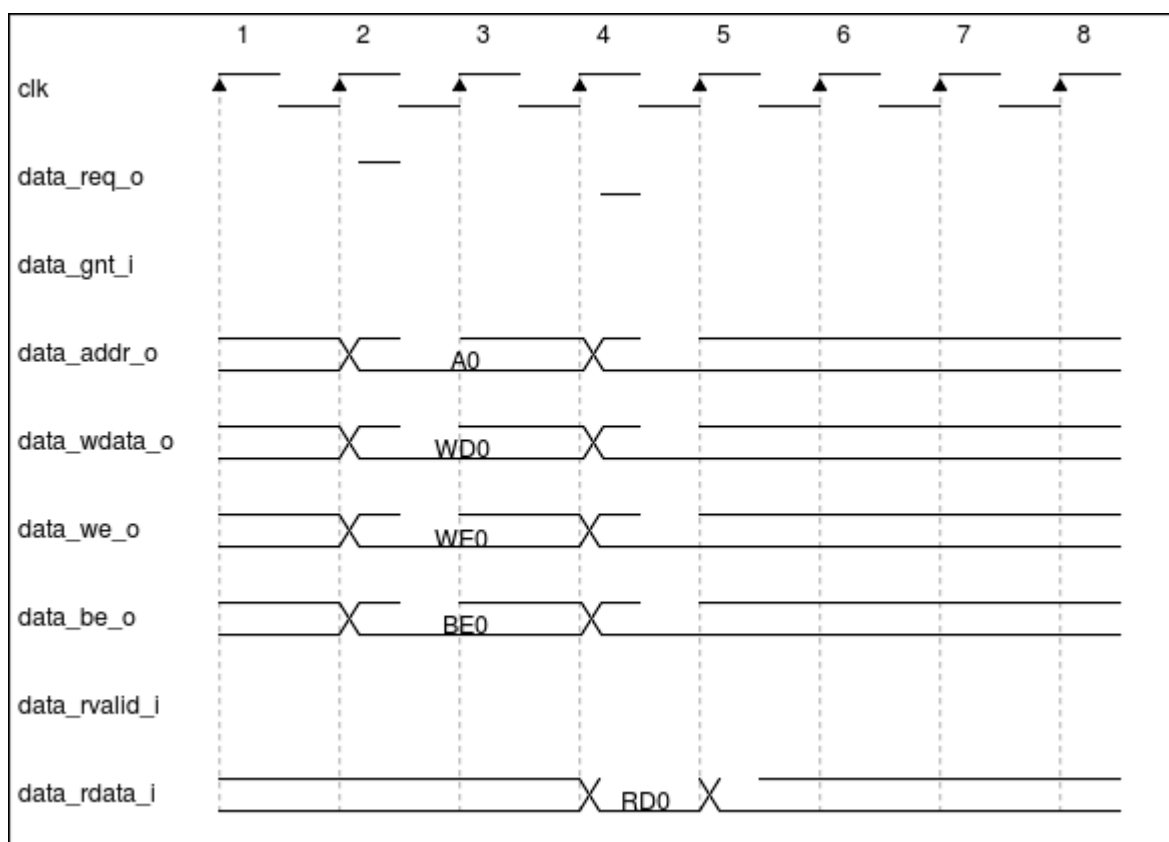 1 2 3 4 5 6 7 8
clk
data_req_o
data_gnt_i
data_addr_o A0
data_wdata_o WD0
data_we_o WE0
data_be_o BE0
data_rvalid_i
data_rdata_i RD0